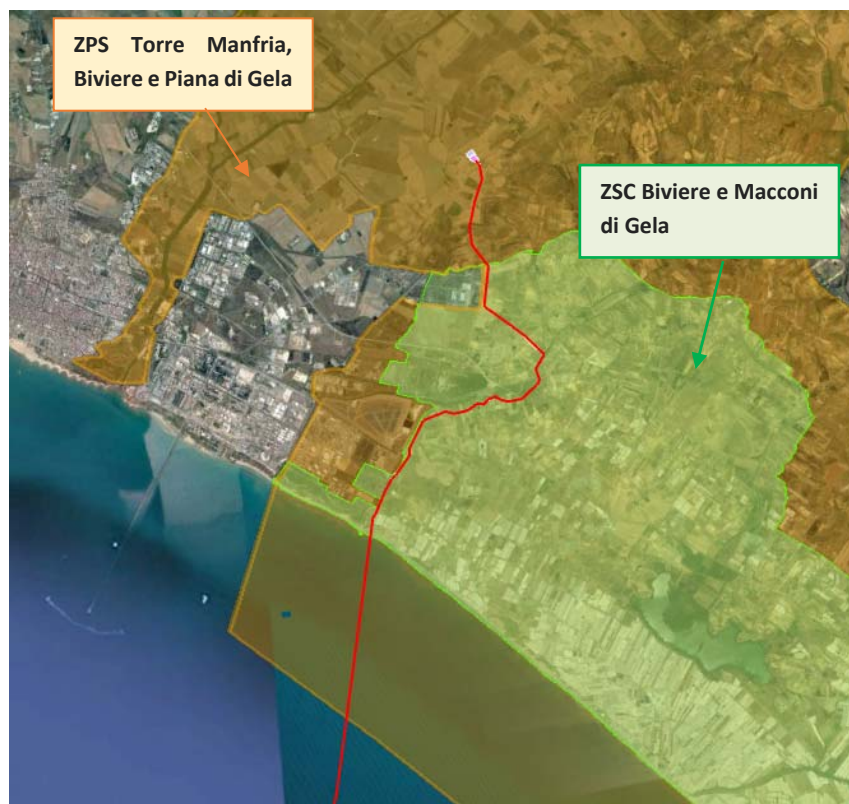 ZPS Torre Manfria,
Biviere e Piana di Gela
ZSC Biviere e Macconi
di Gela